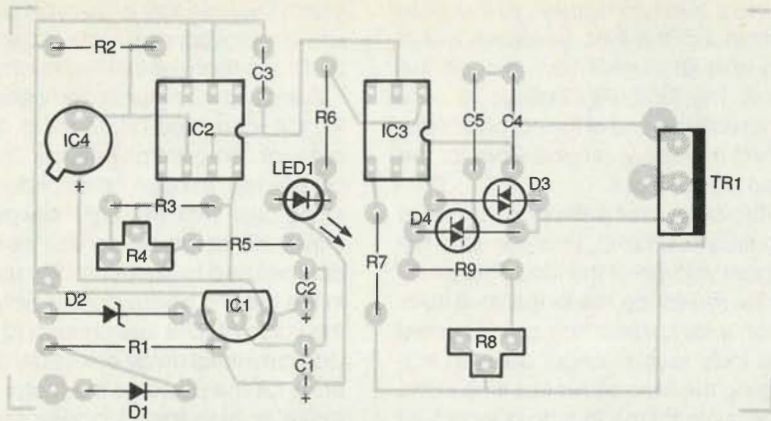 R2
C3
IC4
IC2
R6
IC3
C5
C4
LED1
TR1
+
R3
D3
D4
R4
R5
R7
R9
C2
D2
IC1
+
R1
C1
R8
D1
+